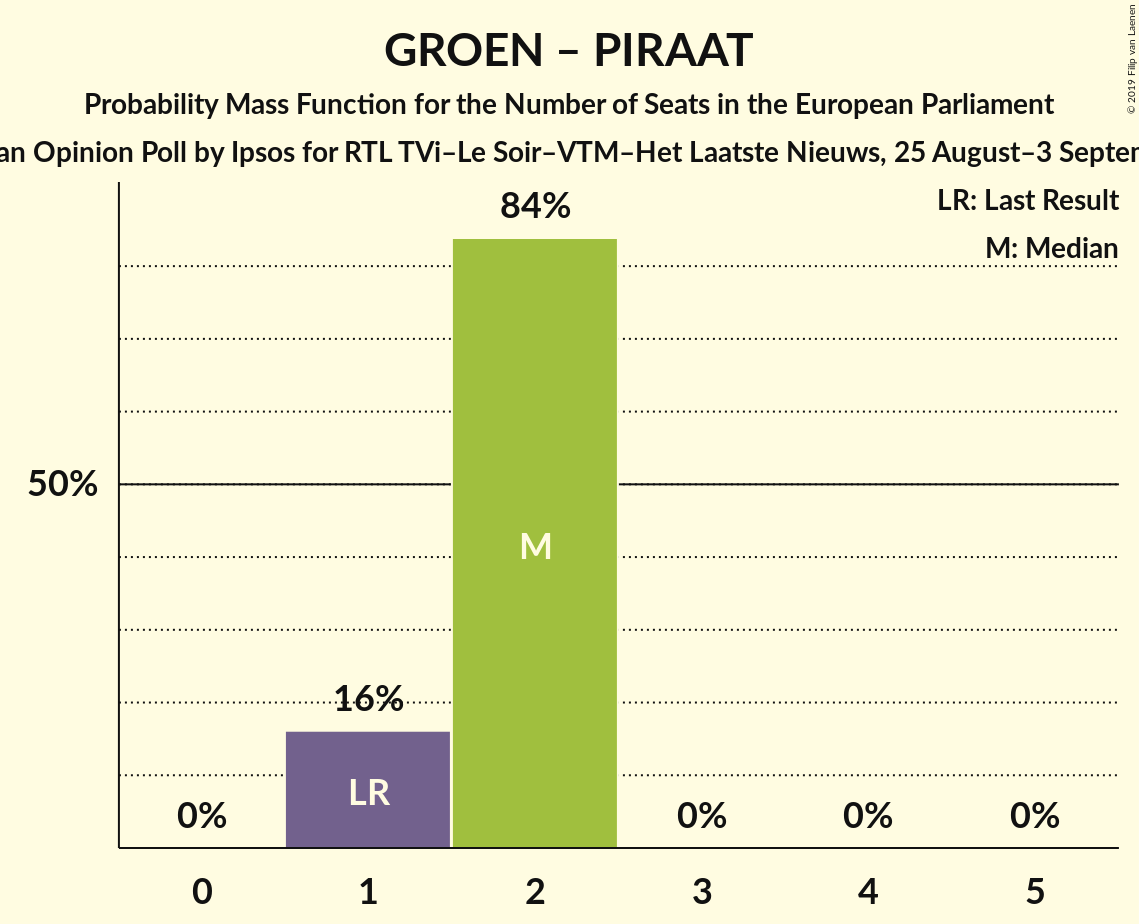 GROEN – PIRAAT
Probability Mass Function for the Number of Seats in the European Parliament
an Opinion Poll by Ipsos for RTL TVi–Le Soir–VTM–Het Laatste Nieuws, 25 August–3
© 2019 Filip van Laenen
LR: Last Result
M: Median
84%
50%
M
16%
LR
0%
0%
0%
0%
0
1
2
3
4
5